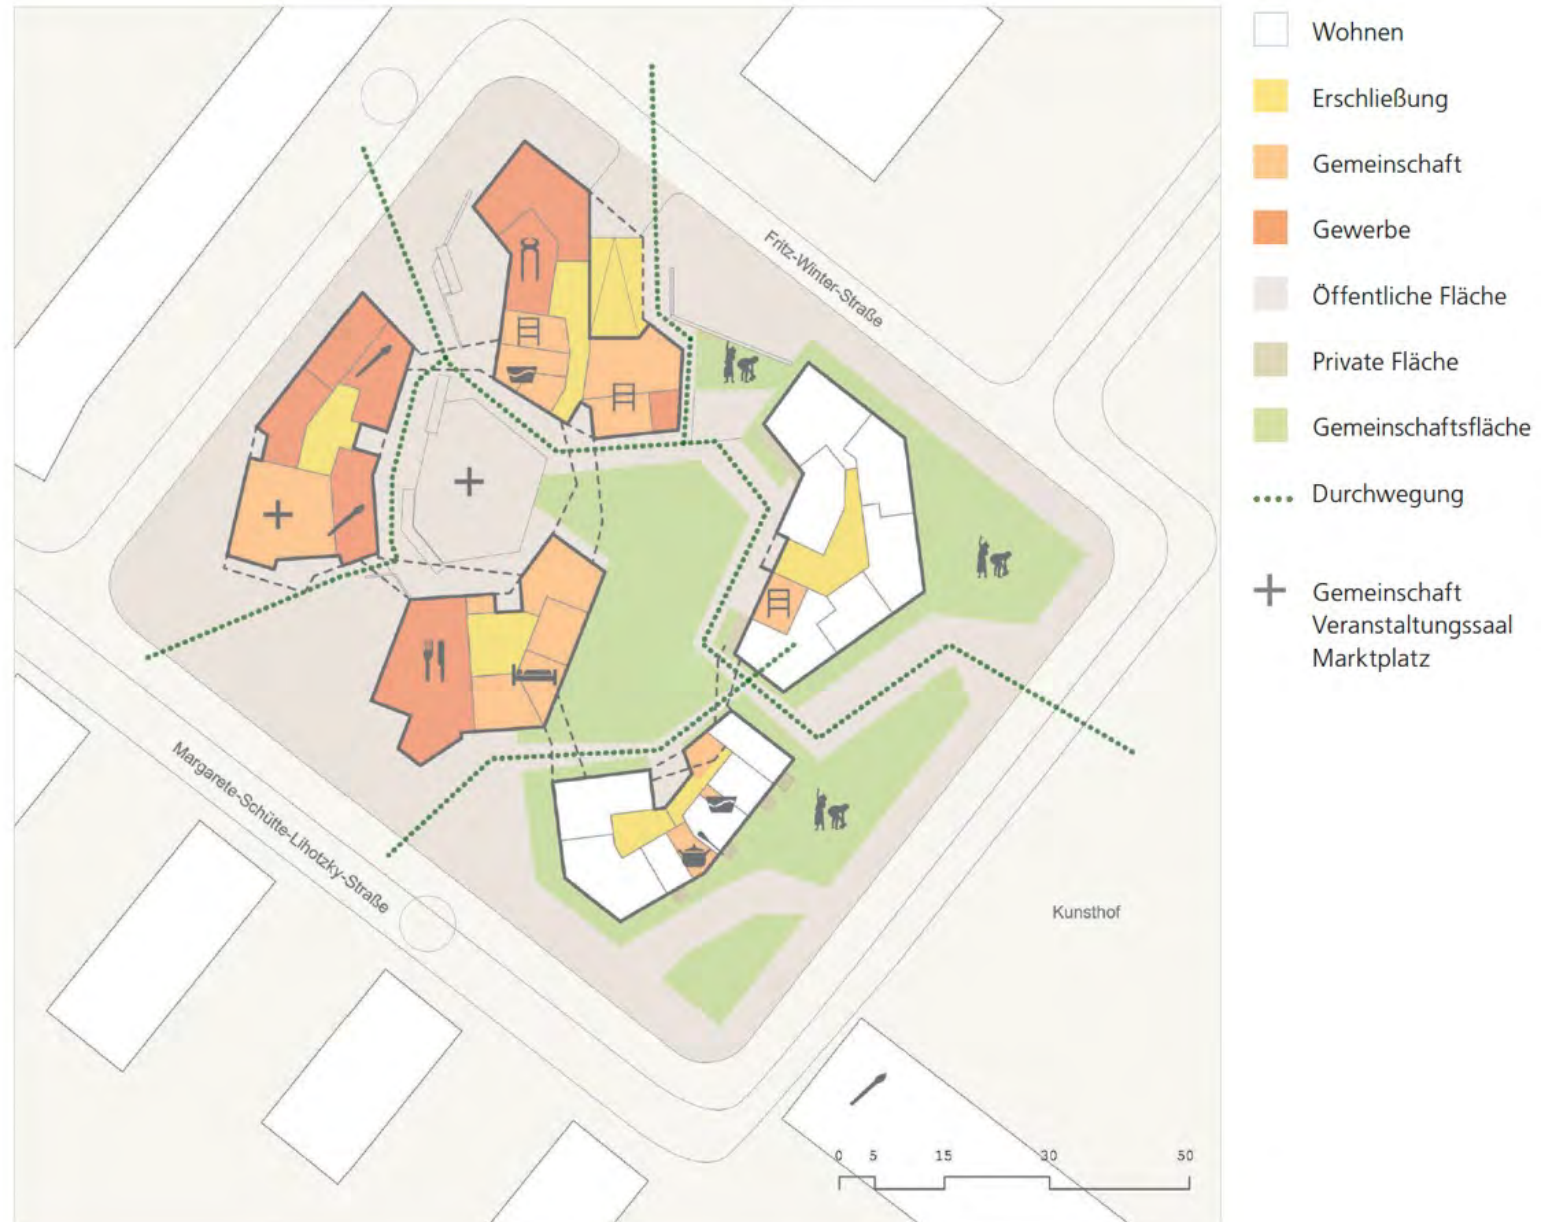 Wohnen
Erschließung
Gemeinschaft
Gewerbe
Öffentliche Fläche
Private Fläche
Gemeinschaftsfläche
Durchwegung
Gemeinschaft
Veranstaltungssaal
Marktplatz
Fritz-Winter-Straße
Margarete-Schütte-Lihotzky-Straße
Kunsthof
0 5 15 30 50